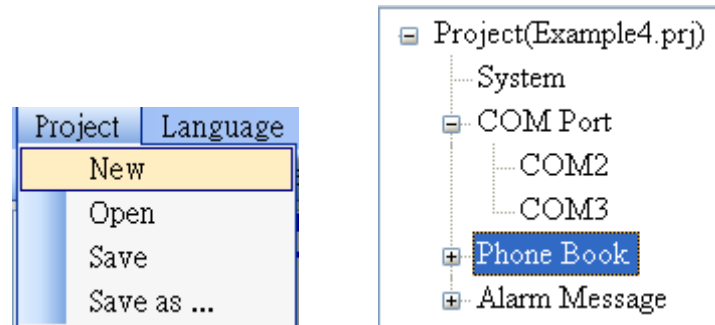 Project Language
New
Open
Save
Save as ...
Project(Example4.prj)
System
COM Port
COM2
COM3
Phone Book
Alarm Message